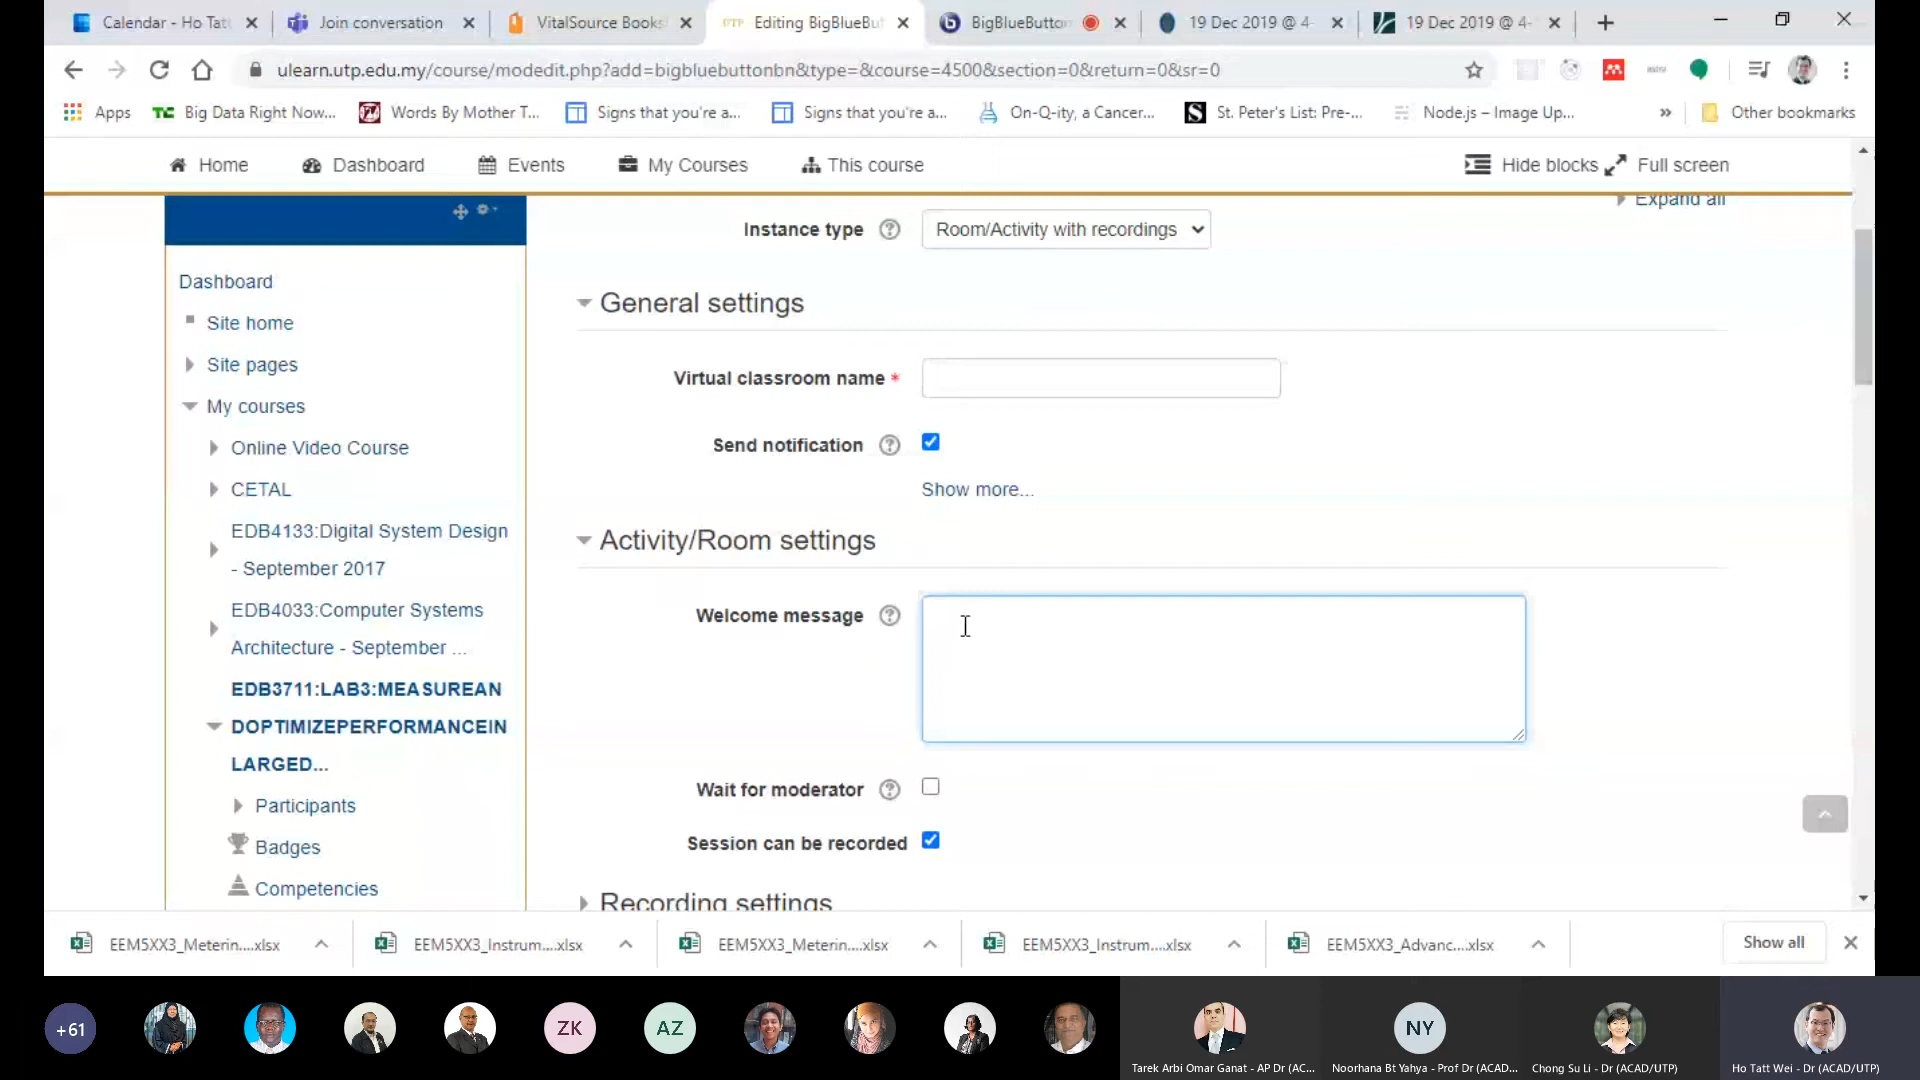 Calendar - Ho Tatt
Join conversation
VitalSource Books
UTP Editing BigBlueBut
BigBlueButton
19 Dec 2019 @ 4-
19 Dec 2019 @ 4-
ulearn.utp.edu.my/course/modedit.php?add=bigbluebuttonbn&type=&course=4500&section=0&return=0&sr=0
Apps
Big Data Right Now...
Words By Mother T...
Signs that you're a...
Signs that you're a...
On-Q-ity, a Cancer...
St. Peter's List: Pre-...
Node.js – Image Up...
»
Other bookmarks
Home
Dashboard
Events
My Courses
This course
Hide blocks
Full screen
Expand all
Dashboard
Site home
Site pages
My courses
Online Video Course
CETAL
EDB4133:Digital System Design
- September 2017
EDB4033:Computer Systems
Architecture - September ...
EDB3711:LAB3:MEASUREAN
DOPTIMIZEPERFORMANCEIN
LARGED...
Participants
Badges
Competencies
Instance type
Room/Activity with recordings
General settings
Virtual classroom name *
Send notification
Show more...
Activity/Room settings
Welcome message
Wait for moderator
Session can be recorded
Recording settings
EEM5XX3_Meterin....xlsx
EEM5XX3_Instrum....xlsx
EEM5XX3_Meterin....xlsx
EEM5XX3_Instrum....xlsx
EEM5XX3_Advanc....xlsx
Show all
+61
ZK
AZ
NY
Tarek Arbi Omar Ganat - AP Dr (AC...
Noorhana Bt Yahya - Prof Dr (ACAD...
Chong Su Li - Dr (ACAD/UTP)
Ho Tatt Wei - Dr (ACAD/UTP)